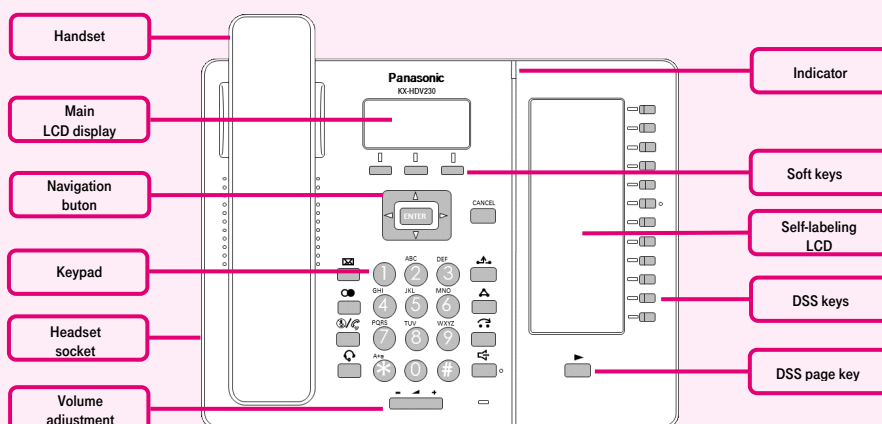 Handset
Panasonic
KX-HDV230
Indicator
Main
LCD display
Soft keys
Navigation
buton
CANCEL
ENTER
Self-labeling
LCD
Keypad
1
ABC
2
DEF
3
GHI
4
JKL
5
MNO
6
DSS keys
Headset
socket
PQRS
7
TUV
8
WXYZ
9
A↔a
*
0
#
DSS page key
Volume
adjustment
- +